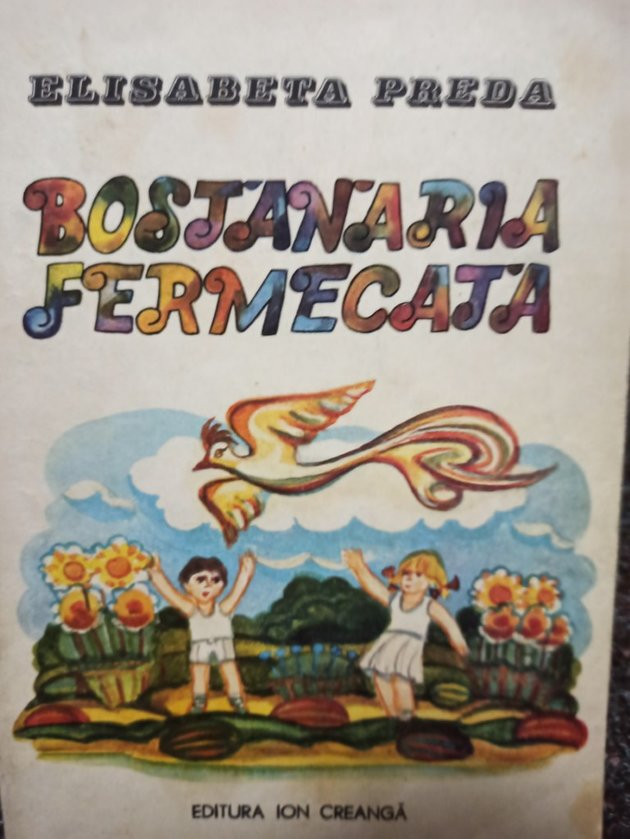 ELISABETA PREDA
BOSTANARIA
FERMECATA
EDITURA ION CREANGĂ